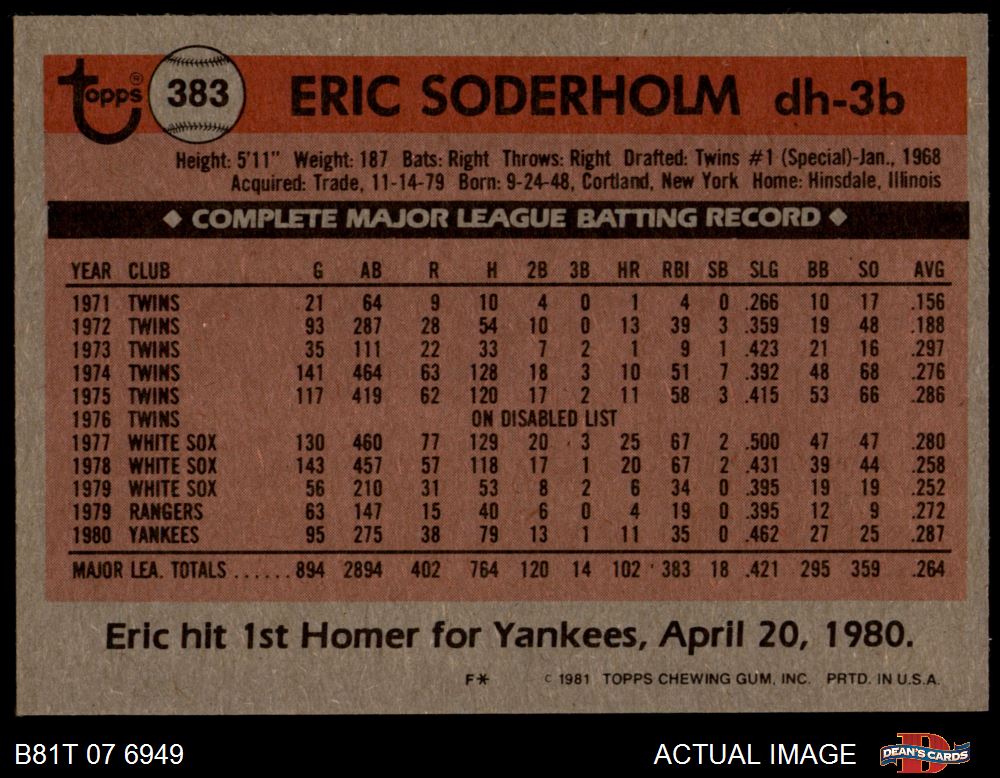 Topps® 383 ERIC SODERHOLM dh-3b
Height: 5'11" Weight: 187 Bats: Right Throws: Right Drafted: Twins #1 (Special)-Jan., 1968
Acquired: Trade, 11-14-79 Born: 9-24-48, Cortland, New York Home: Hinsdale, Illinois
◆ COMPLETE MAJOR LEAGUE BATTING RECORD ◆
YEAR CLUB G AB R H 2B 3B HR RBI SB SLG BB SO AVG
1971 TWINS 21 64 9 10 4 0 1 4 0 .266 10 17 .156
1972 TWINS 93 287 28 54 10 0 13 39 3 .359 19 48 .188
1973 TWINS 35 111 22 33 7 2 1 9 1 .423 21 16 .297
1974 TWINS 141 464 63 128 18 3 10 51 7 .392 48 68 .276
1975 TWINS 117 419 62 120 17 2 11 58 3 .415 53 66 .286
1976 TWINS ON DISABLED LIST
1977 WHITE SOX 130 460 77 129 20 3 25 67 2 .500 47 47 .280
1978 WHITE SOX 143 457 57 118 17 1 20 67 2 .431 39 44 .258
1979 WHITE SOX 56 210 31 53 8 2 6 34 0 .395 19 19 .252
1979 RANGERS 63 147 15 40 6 0 4 19 0 .395 12 9 .272
1980 YANKEES 95 275 38 79 13 1 11 35 0 .462 27 25 .287
MAJOR LEA. TOTALS ...... 894 2894 402 764 120 14 102 383 18 .421 295 359 .264
Eric hit 1st Homer for Yankees, April 20, 1980.
F* © 1981 TOPPS CHEWING GUM, INC. PRTD. IN U.S.A.
B81T 07 6949 ACTUAL IMAGE D DEAN'S CARDS